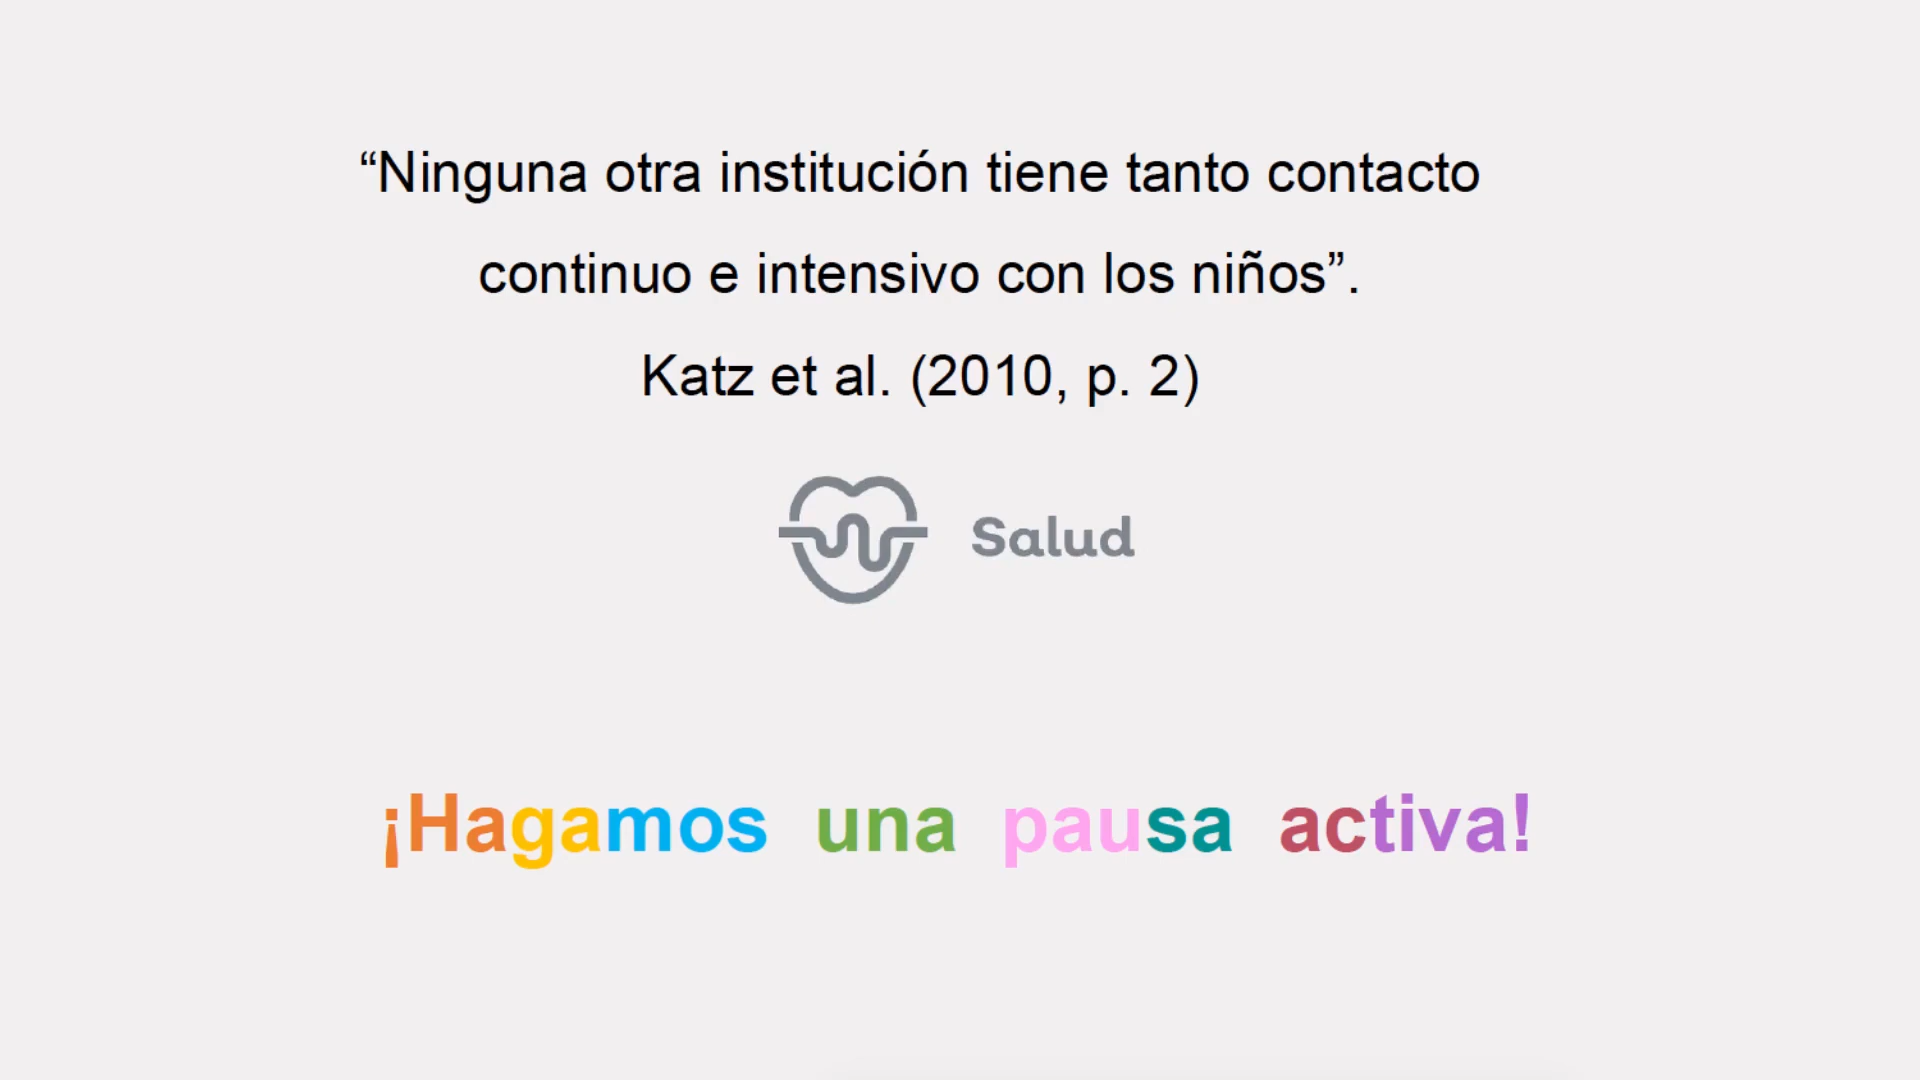 “Ninguna otra institución tiene tanto contacto
continuo e intensivo con los niños”.
Katz et al. (2010, p. 2)
Salud
¡Hagamos una pausa activa!